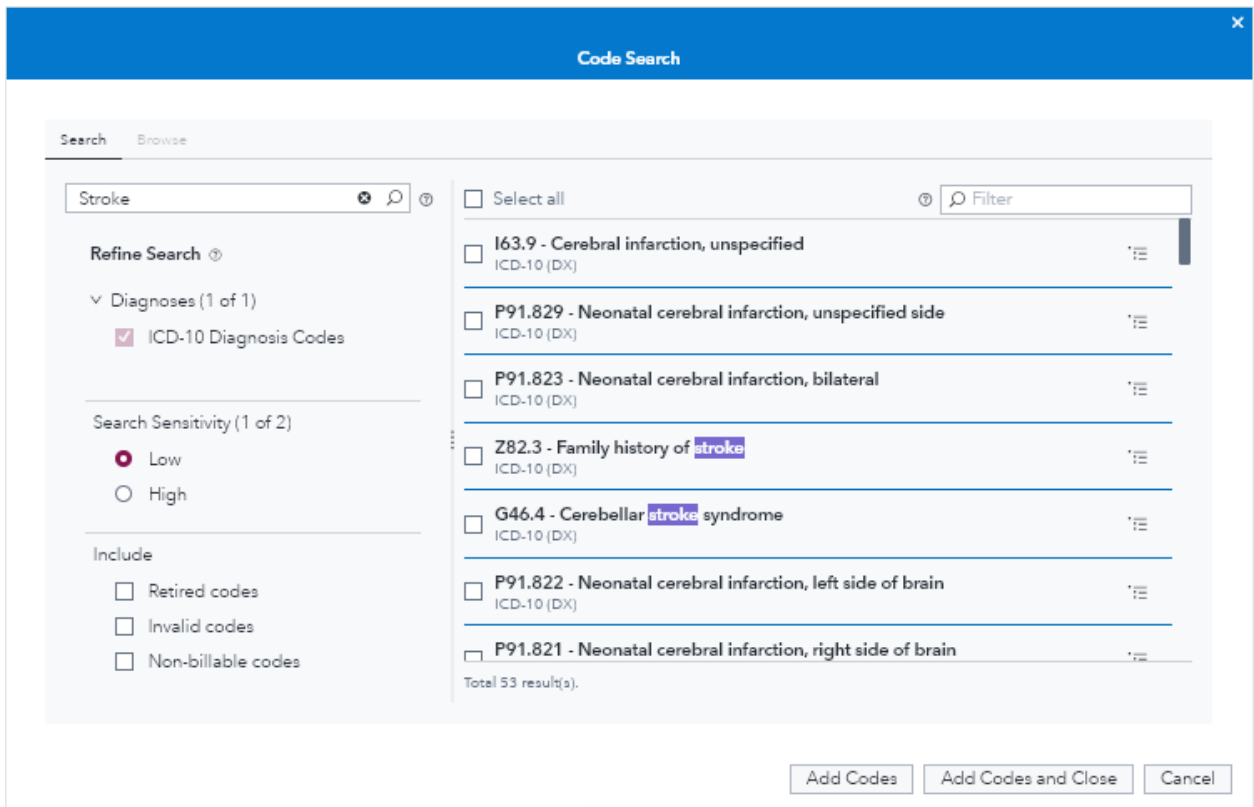 Code Search
Search Browse
Stroke
Refine Search
Diagnoses (1 of 1)
ICD-10 Diagnosis Codes
Search Sensitivity (1 of 2)
Low
High
Include
Retired codes
Invalid codes
Non-billable codes
Select all
Filter
I63.9 - Cerebral infarction, unspecified
ICD-10 (DX)
P91.829 - Neonatal cerebral infarction, unspecified side
ICD-10 (DX)
P91.823 - Neonatal cerebral infarction, bilateral
ICD-10 (DX)
Z82.3 - Family history of stroke
ICD-10 (DX)
G46.4 - Cerebellar stroke syndrome
ICD-10 (DX)
P91.822 - Neonatal cerebral infarction, left side of brain
ICD-10 (DX)
P91.821 - Neonatal cerebral infarction, right side of brain
Total 53 result(s).
Add Codes Add Codes and Close Cancel